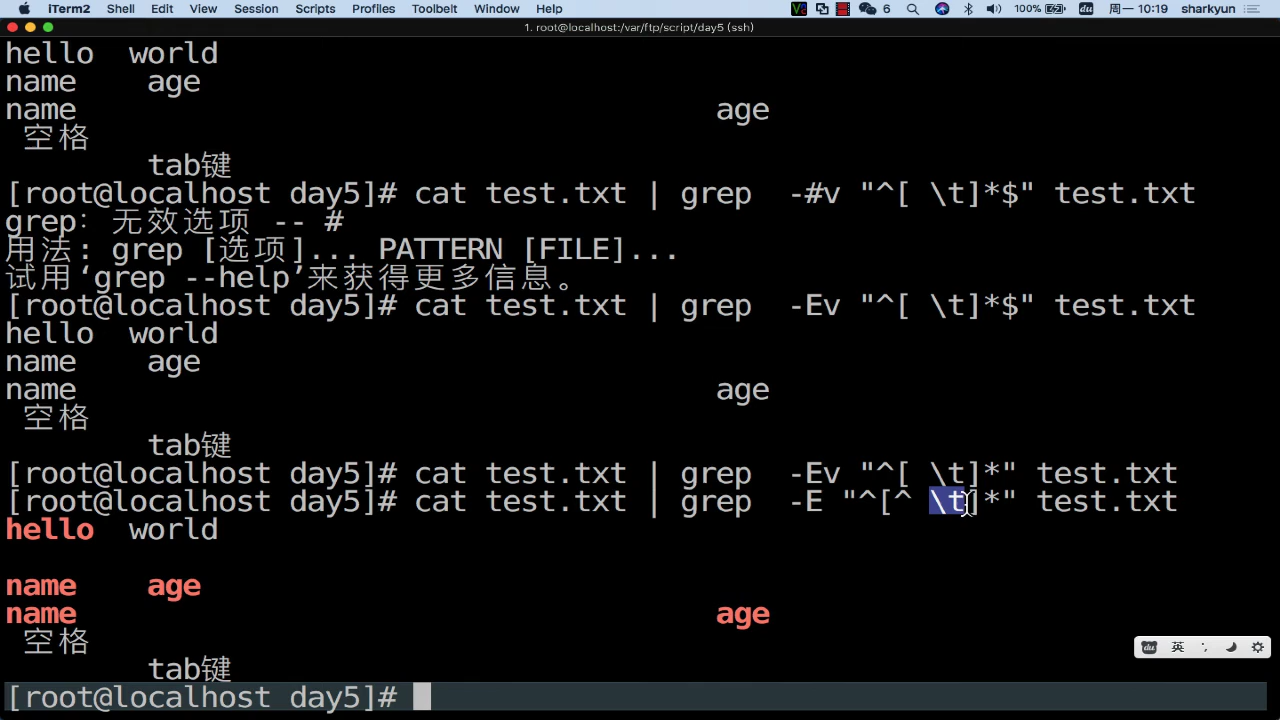 iTerm2 Shell Edit View Session Scripts Profiles Toolbelt Window Help 6 100% 周一 10:19 sharkyun
1. root@localhost:/var/ftp/script/day5 (ssh)
hello  world
name    age
name                                    age
 空格
        tab键
[root@localhost day5]# cat test.txt | grep  -#v "^[ \t]*$" test.txt
grep：无效选项 -- #
用法: grep [选项]... PATTERN [FILE]...
试用‘grep --help’来获得更多信息。
[root@localhost day5]# cat test.txt | grep  -Ev "^[ \t]*$" test.txt
hello  world
name    age
name                                    age
 空格
        tab键
[root@localhost day5]# cat test.txt | grep  -Ev "^[ \t]*" test.txt
[root@localhost day5]# cat test.txt | grep  -E "^[^ \t]*" test.txt
hello  world
name    age
name                                    age
 空格
        tab键
du 英
[root@localhost day5]#